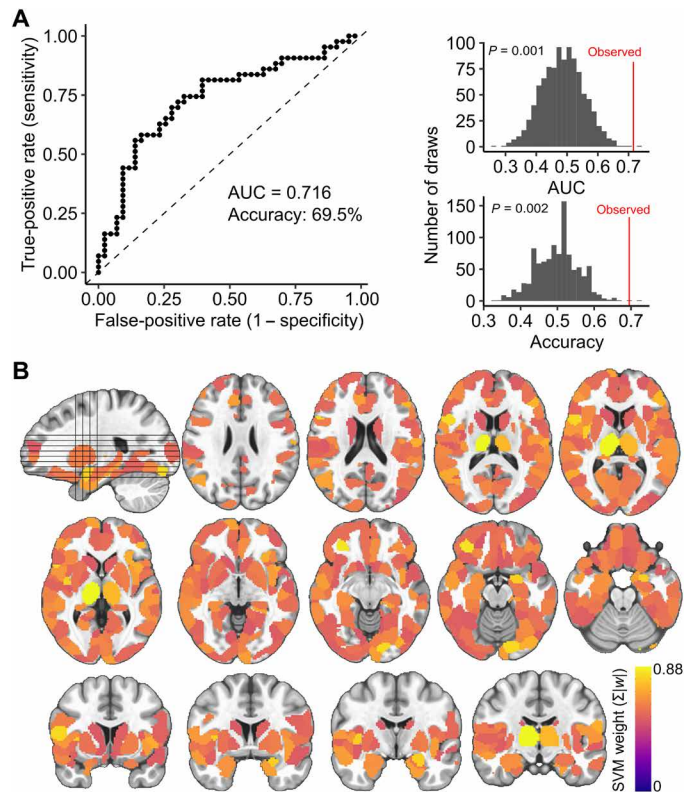 A
True-positive rate (sensitivity)
1.00
0.75
0.50
0.25
0.00
AUC = 0.716
Accuracy: 69.5%
0.00 0.25 0.50 0.75 1.00
False-positive rate (1 – specificity)
Number of draws
100
75
50
25
0
P = 0.001
Observed
0.3 0.4 0.5 0.6 0.7
AUC
150
100
50
0
P = 0.002
Observed
0.3 0.4 0.5 0.6 0.7
Accuracy
B
SVM weight (Σ|w|)
0.88
0